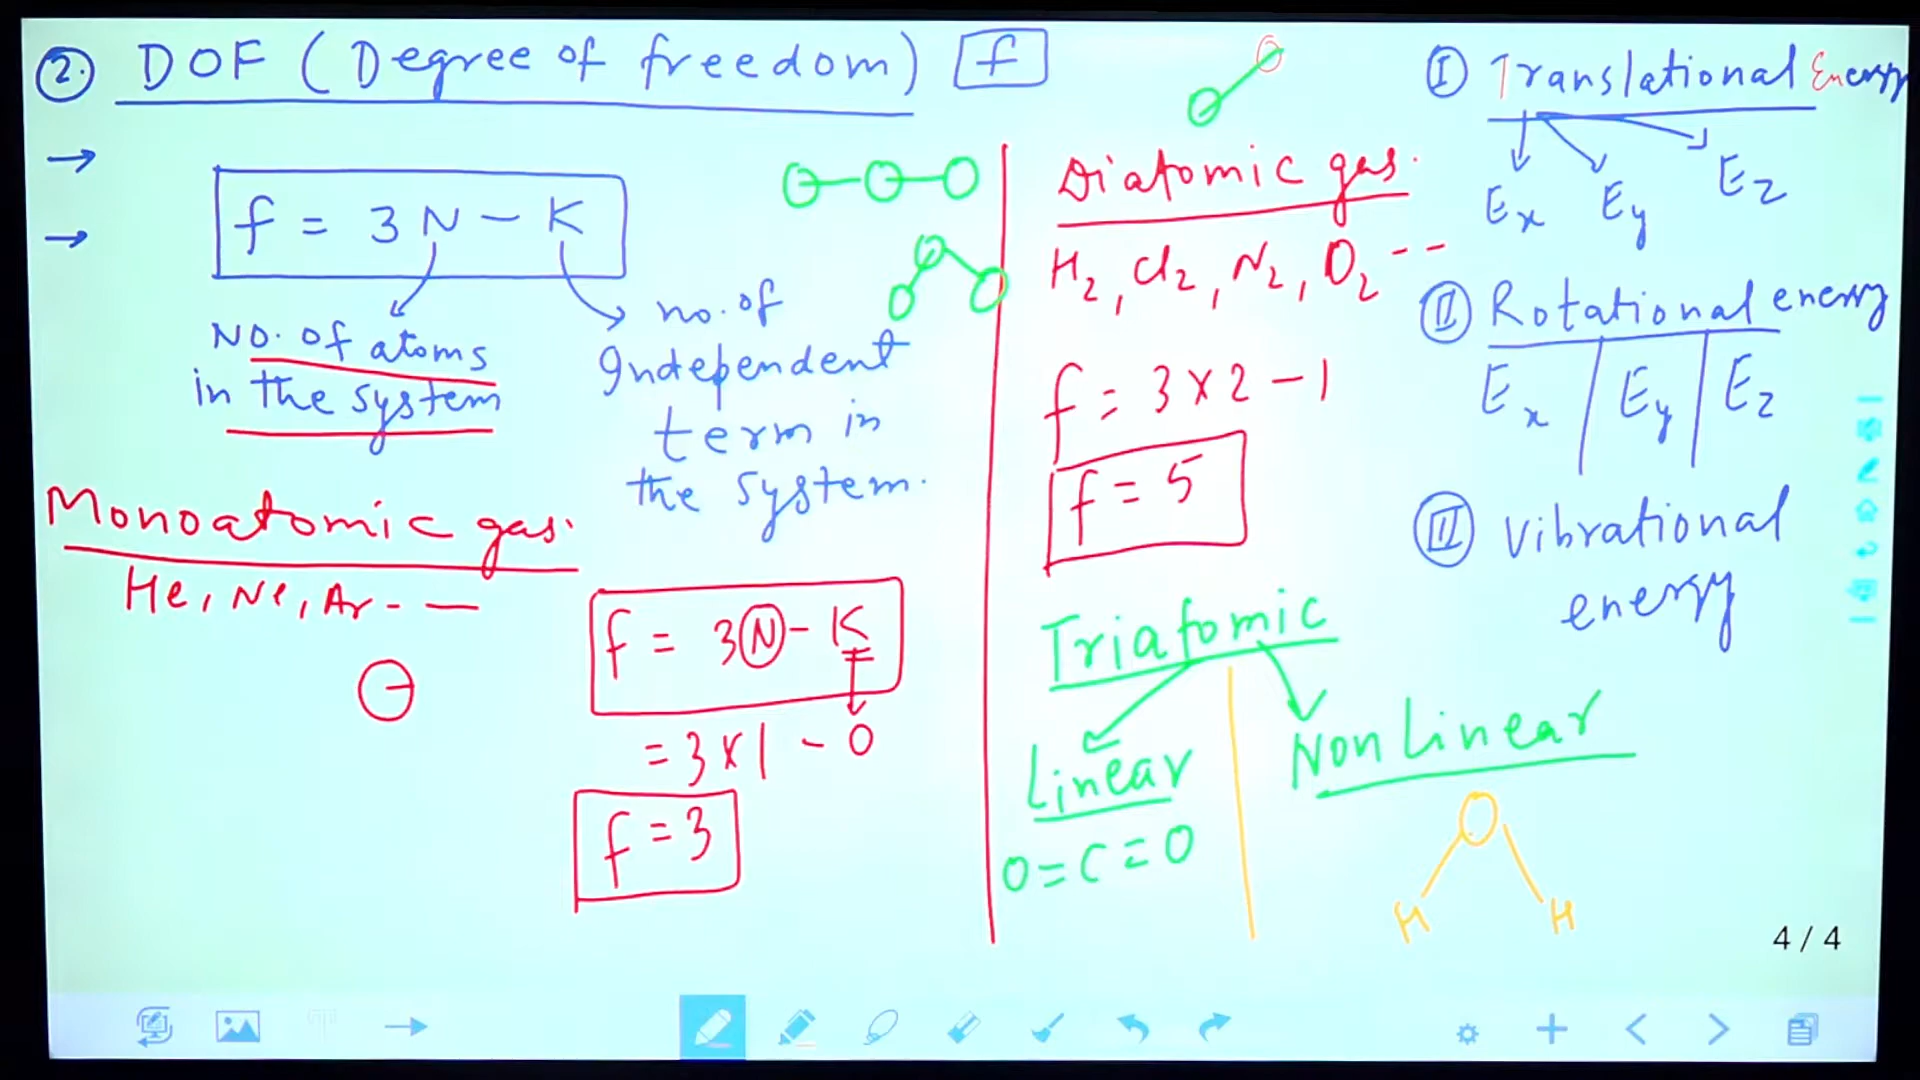 2. DOF (Degree of freedom) f
→
→
f = 3N - K
No. of atoms
in the system
no. of
Independent
term in
the system.
Monoatomic gas.
He, Ne, Ar - —
f = 3N - K
= 3 x 1 - 0
f = 3
Diatomic gas.
H2, Cl2, N2, O2 --
f = 3 x 2 - 1
f = 5
Triatomic
Linear
O=C=O
Non Linear
O
H H
I Translational Energy
Ex Ey Ez
II Rotational energy
Ex Ey Ez
III Vibrational
energy
4 / 4